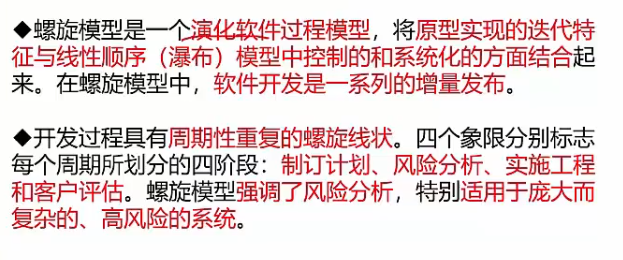 ◆螺旋模型是一个演化软件过程模型，将原型实现的迭代特
征与线性顺序（瀑布）模型中控制的和系统化的方面结合起
来。在螺旋模型中，软件开发是一系列的增量发布。
◆开发过程具有周期性重复的螺旋线状。四个象限分别标志
每个周期所划分的四阶段：制订计划、风险分析、实施工程
和客户评估。螺旋模型强调了风险分析，特别适用于庞大而
复杂的、高风险的系统。